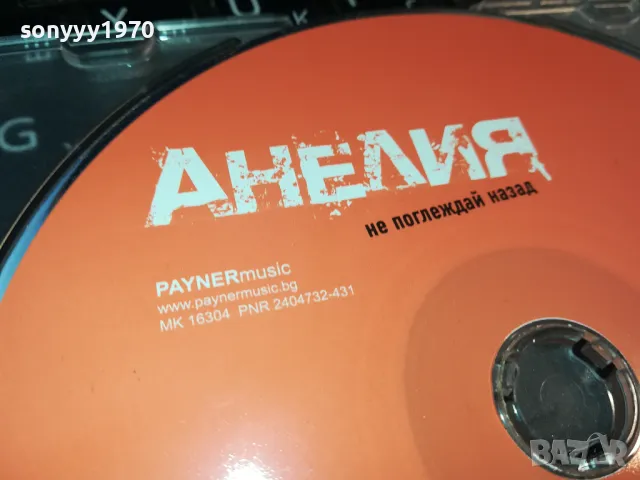 sonyyy1970
G
АНЕЛИЯ
не поглеждай назад
PAYNERmusic
www.paynermusic.bg
MK 16304 PNR 2404732-431
BAZAR